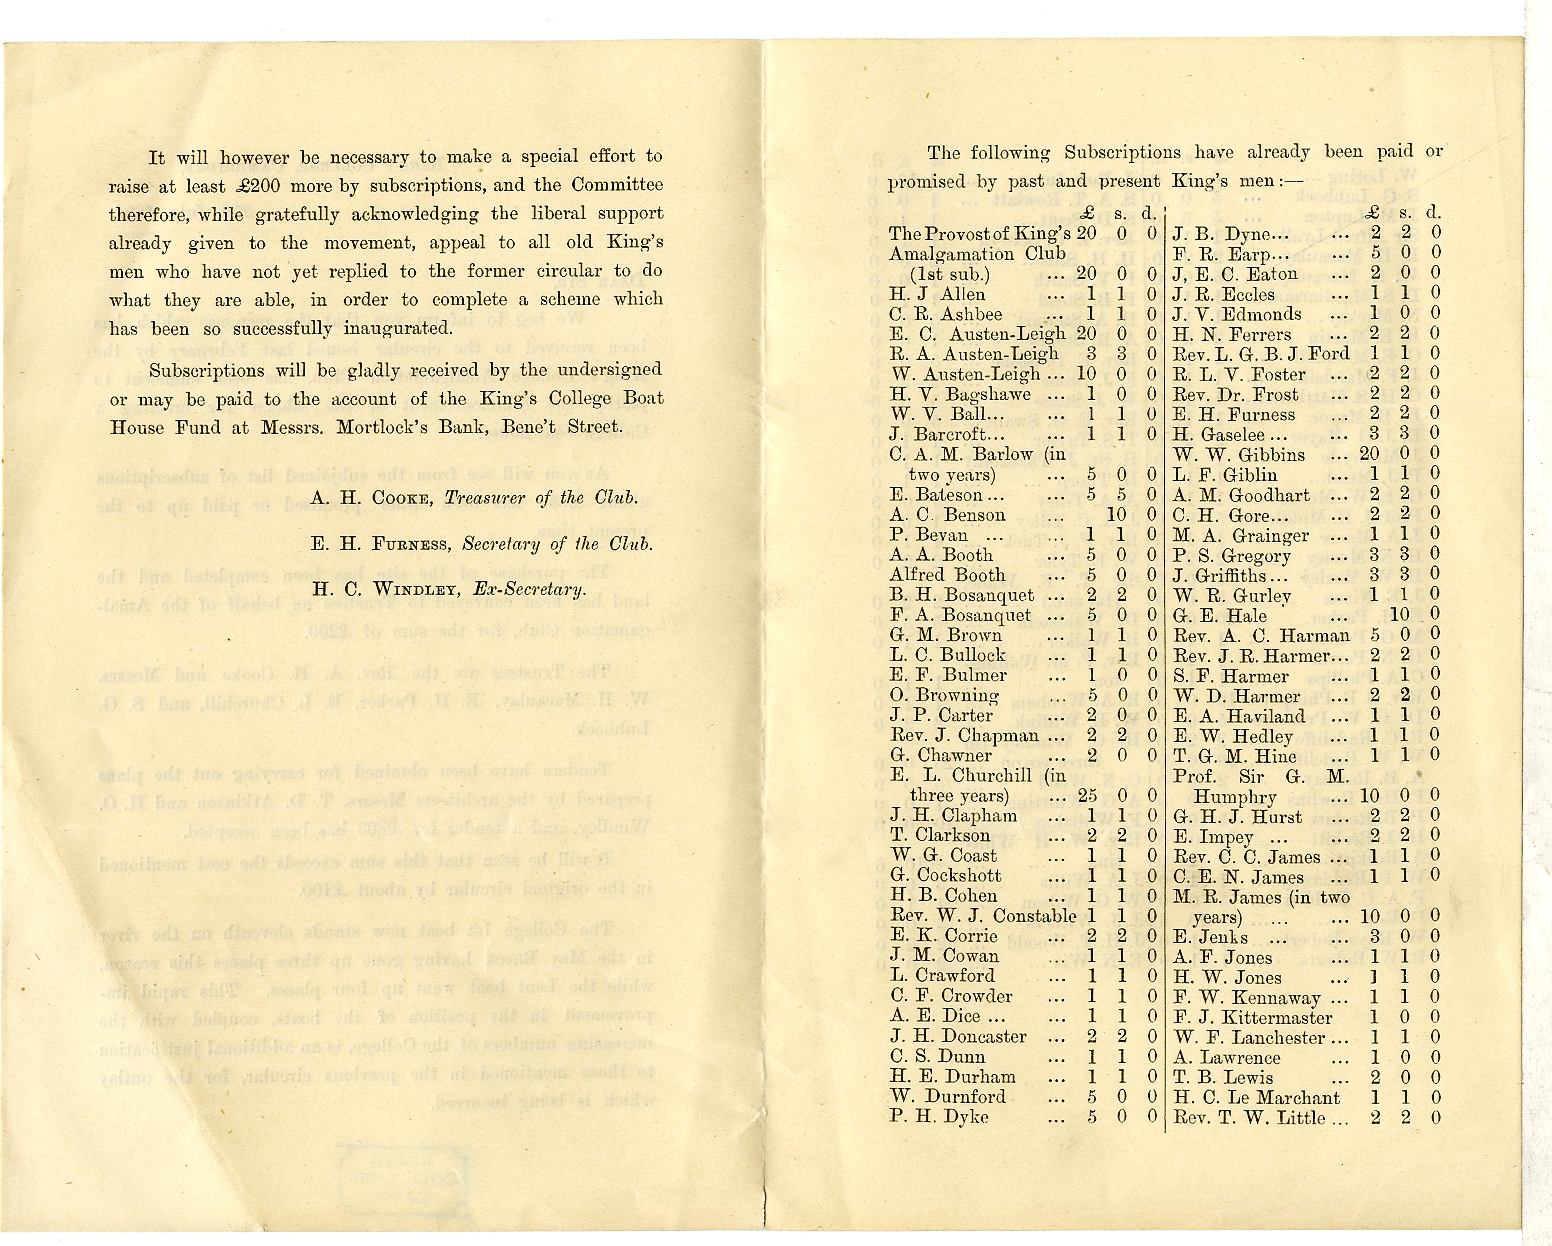 It will however be necessary to make a special effort to
raise at least £200 more by subscriptions, and the Committee
therefore, while gratefully acknowledging the liberal support
already given to the movement, appeal to all old King's
men who have not yet replied to the former circular to do
what they are able, in order to complete a scheme which
has been so successfully inaugurated.
Subscriptions will be gladly received by the undersigned
or may be paid to the account of the King's College Boat
House Fund at Messrs. Mortlock's Bank, Bene't Street.
A. H. COOKE, Treasurer of the Club.
E. H. FURNESS, Secretary of the Club.
H. C. WINDLEY, Ex-Secretary.
The following Subscriptions have already been paid or
promised by past and present King's men:—
£ s. d.
The Provost of King's 20 0 0
Amalgamation Club
(1st sub.) ... 20 0 0
H. J Allen ... 1 1 0
C. R. Ashbee ... 1 1 0
E. C. Austen-Leigh 20 0 0
R. A. Austen-Leigh 3 3 0
W. Austen-Leigh ... 10 0 0
H. V. Bagshawe ... 1 0 0
W. V. Ball... ... 1 1 0
J. Barcroft... ... 1 1 0
C. A. M. Barlow (in
two years) ... 5 0 0
E. Bateson ... ... 5 5 0
A. C. Benson ... 10 0
P. Bevan ... ... 1 1 0
A. A. Booth ... 5 0 0
Alfred Booth ... 5 0 0
B. H. Bosanquet ... 2 2 0
F. A. Bosanquet ... 5 0 0
G. M. Brown ... 1 1 0
L. C. Bullock ... 1 1 0
E. F. Bulmer ... 1 0 0
O. Browning ... 5 0 0
J. P. Carter ... 2 0 0
Rev. J. Chapman ... 2 2 0
G. Chawner ... 2 0 0
E. L. Churchill (in
three years) ... 25 0 0
J. H. Clapham ... 1 1 0
T. Clarkson ... 2 2 0
W. G. Coast ... 1 1 0
G. Cockshott ... 1 1 0
H. B. Cohen ... 1 1 0
Rev. W. J. Constable 1 1 0
E. K. Corrie ... 2 2 0
J. M. Cowan ... 1 1 0
L. Crawford ... 1 1 0
C. F. Crowder ... 1 1 0
A. E. Dice ... ... 1 1 0
J. H. Doncaster ... 2 2 0
C. S. Dunn ... 1 1 0
H. E. Durham ... 1 1 0
W. Durnford ... 5 0 0
P. H. Dyke ... 5 0 0
£ s. d.
J. B. Dyne... ... 2 2 0
F. R. Earp... ... 5 0 0
J, E. C. Eaton ... 2 0 0
J. R. Eccles ... 1 1 0
J. V. Edmonds ... 1 0 0
H. N. Ferrers ... 2 2 0
Rev. L. G. B. J. Ford 1 1 0
R. L. V. Foster ... 2 2 0
Rev. Dr. Frost ... 2 2 0
E. H. Furness ... 2 2 0
H. Gaselee ... ... 3 3 0
W. W. Gibbins ... 20 0 0
L. F. Giblin ... 1 1 0
A. M. Goodhart ... 2 2 0
C. H. Gore... ... 2 2 0
M. A. Grainger ... 1 1 0
P. S. Gregory ... 3 3 0
J. Griffiths ... ... 3 3 0
W. R. Gurley ... 1 1 0
G. E. Hale ... 10 0
Rev. A. C. Harman 5 0 0
Rev. J. R. Harmer... 2 2 0
S. F. Harmer ... 1 1 0
W. D. Harmer ... 2 2 0
E. A. Haviland ... 1 1 0
E. W. Hedley ... 1 1 0
T. G. M. Hine ... 1 1 0
Prof. Sir G. M.
Humphry ... 10 0 0
G. H. J. Hurst ... 2 2 0
E. Impey ... ... 2 2 0
Rev. C. C. James ... 1 1 0
C. E. N. James ... 1 1 0
M. R. James (in two
years) ... ... 10 0 0
E. Jenks ... ... 3 0 0
A. F. Jones ... 1 1 0
H. W. Jones ... 1 1 0
F. W. Kennaway ... 1 1 0
F. J. Kittermaster 1 0 0
W. F. Lanchester ... 1 1 0
A. Lawrence ... 1 0 0
T. B. Lewis ... 2 0 0
H. C. Le Marchant 1 1 0
Rev. T. W. Little ... 2 2 0